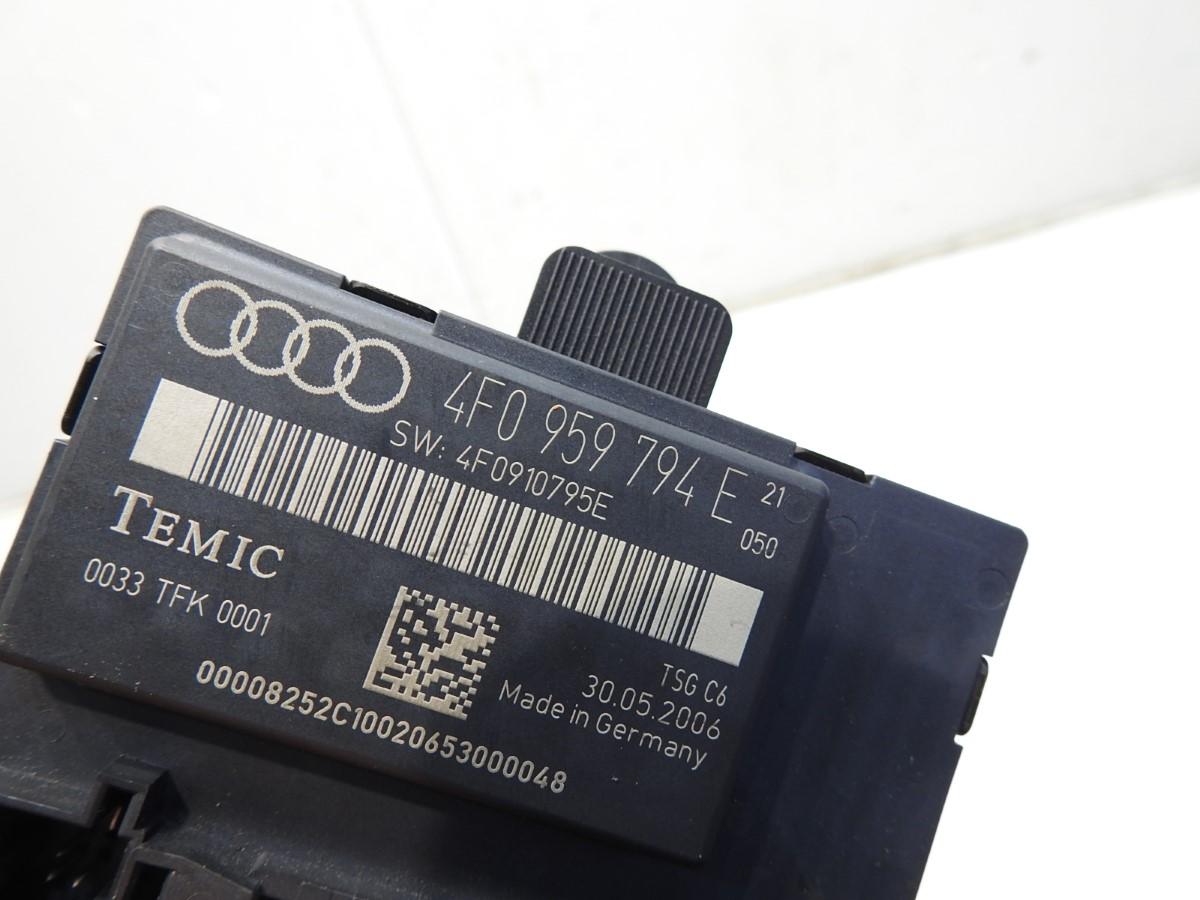 4F0 959 794 E 21
SW: 4F0910795E
050
TEMIC
0033 TFK 0001
TSG C6
30.05.2006
Made in Germany
00008252C10020653000048